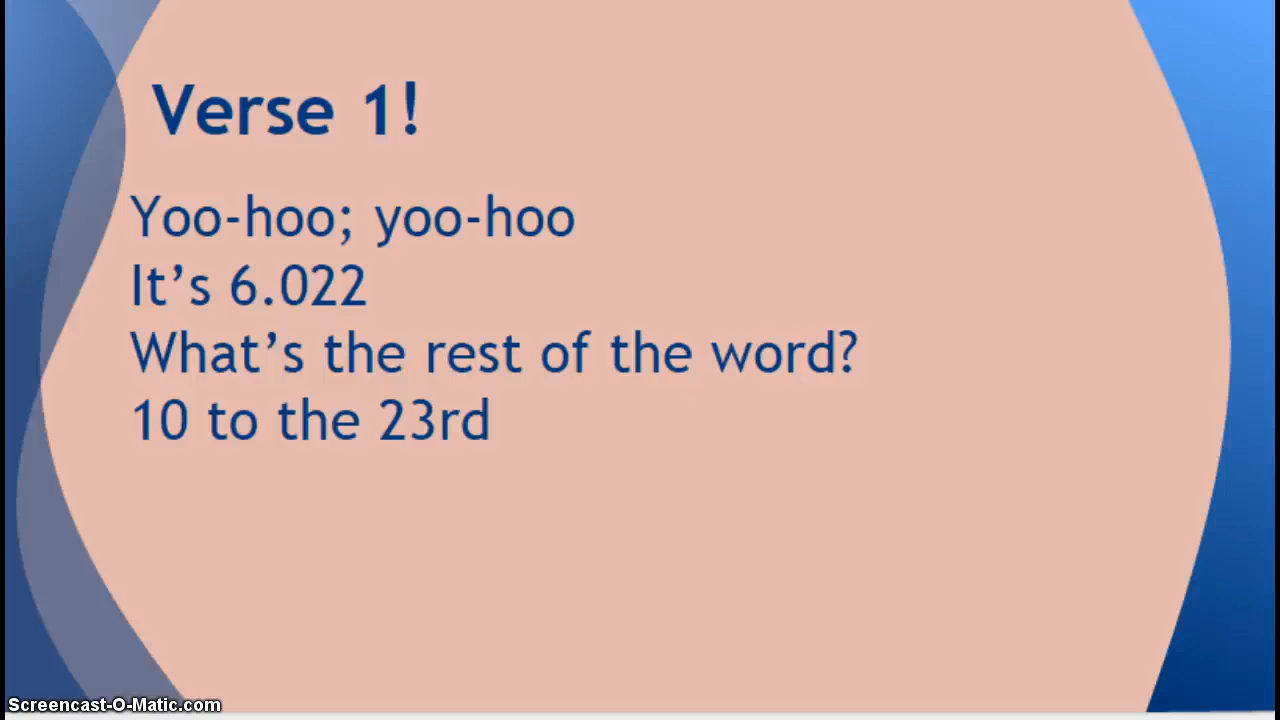 Verse 1!
Yoo-hoo; yoo-hoo
It’s 6.022
What’s the rest of the word?
10 to the 23rd
Screencast-O-Matic.com